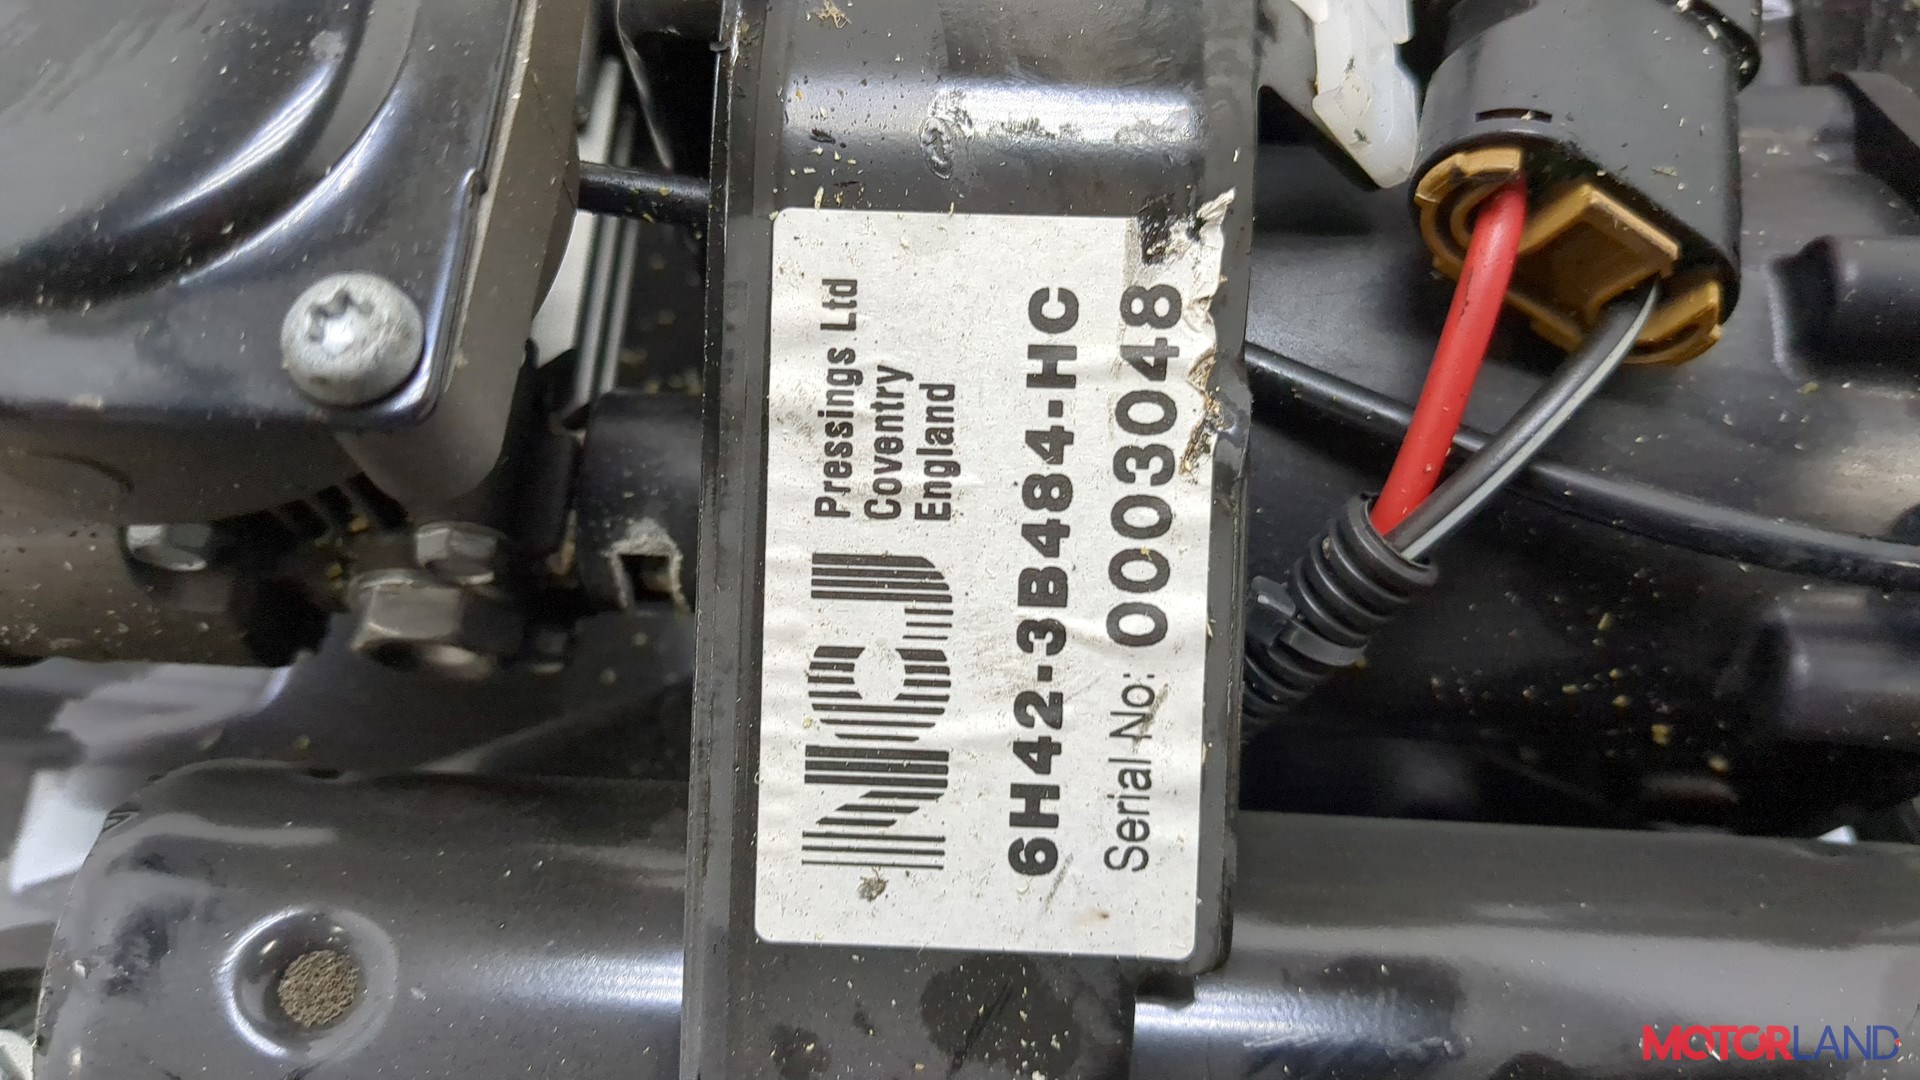 NCJ
Pressings Ltd
Coventry
England
6H42-3B484-HC
Serial No: 0003048
MOTORLAND